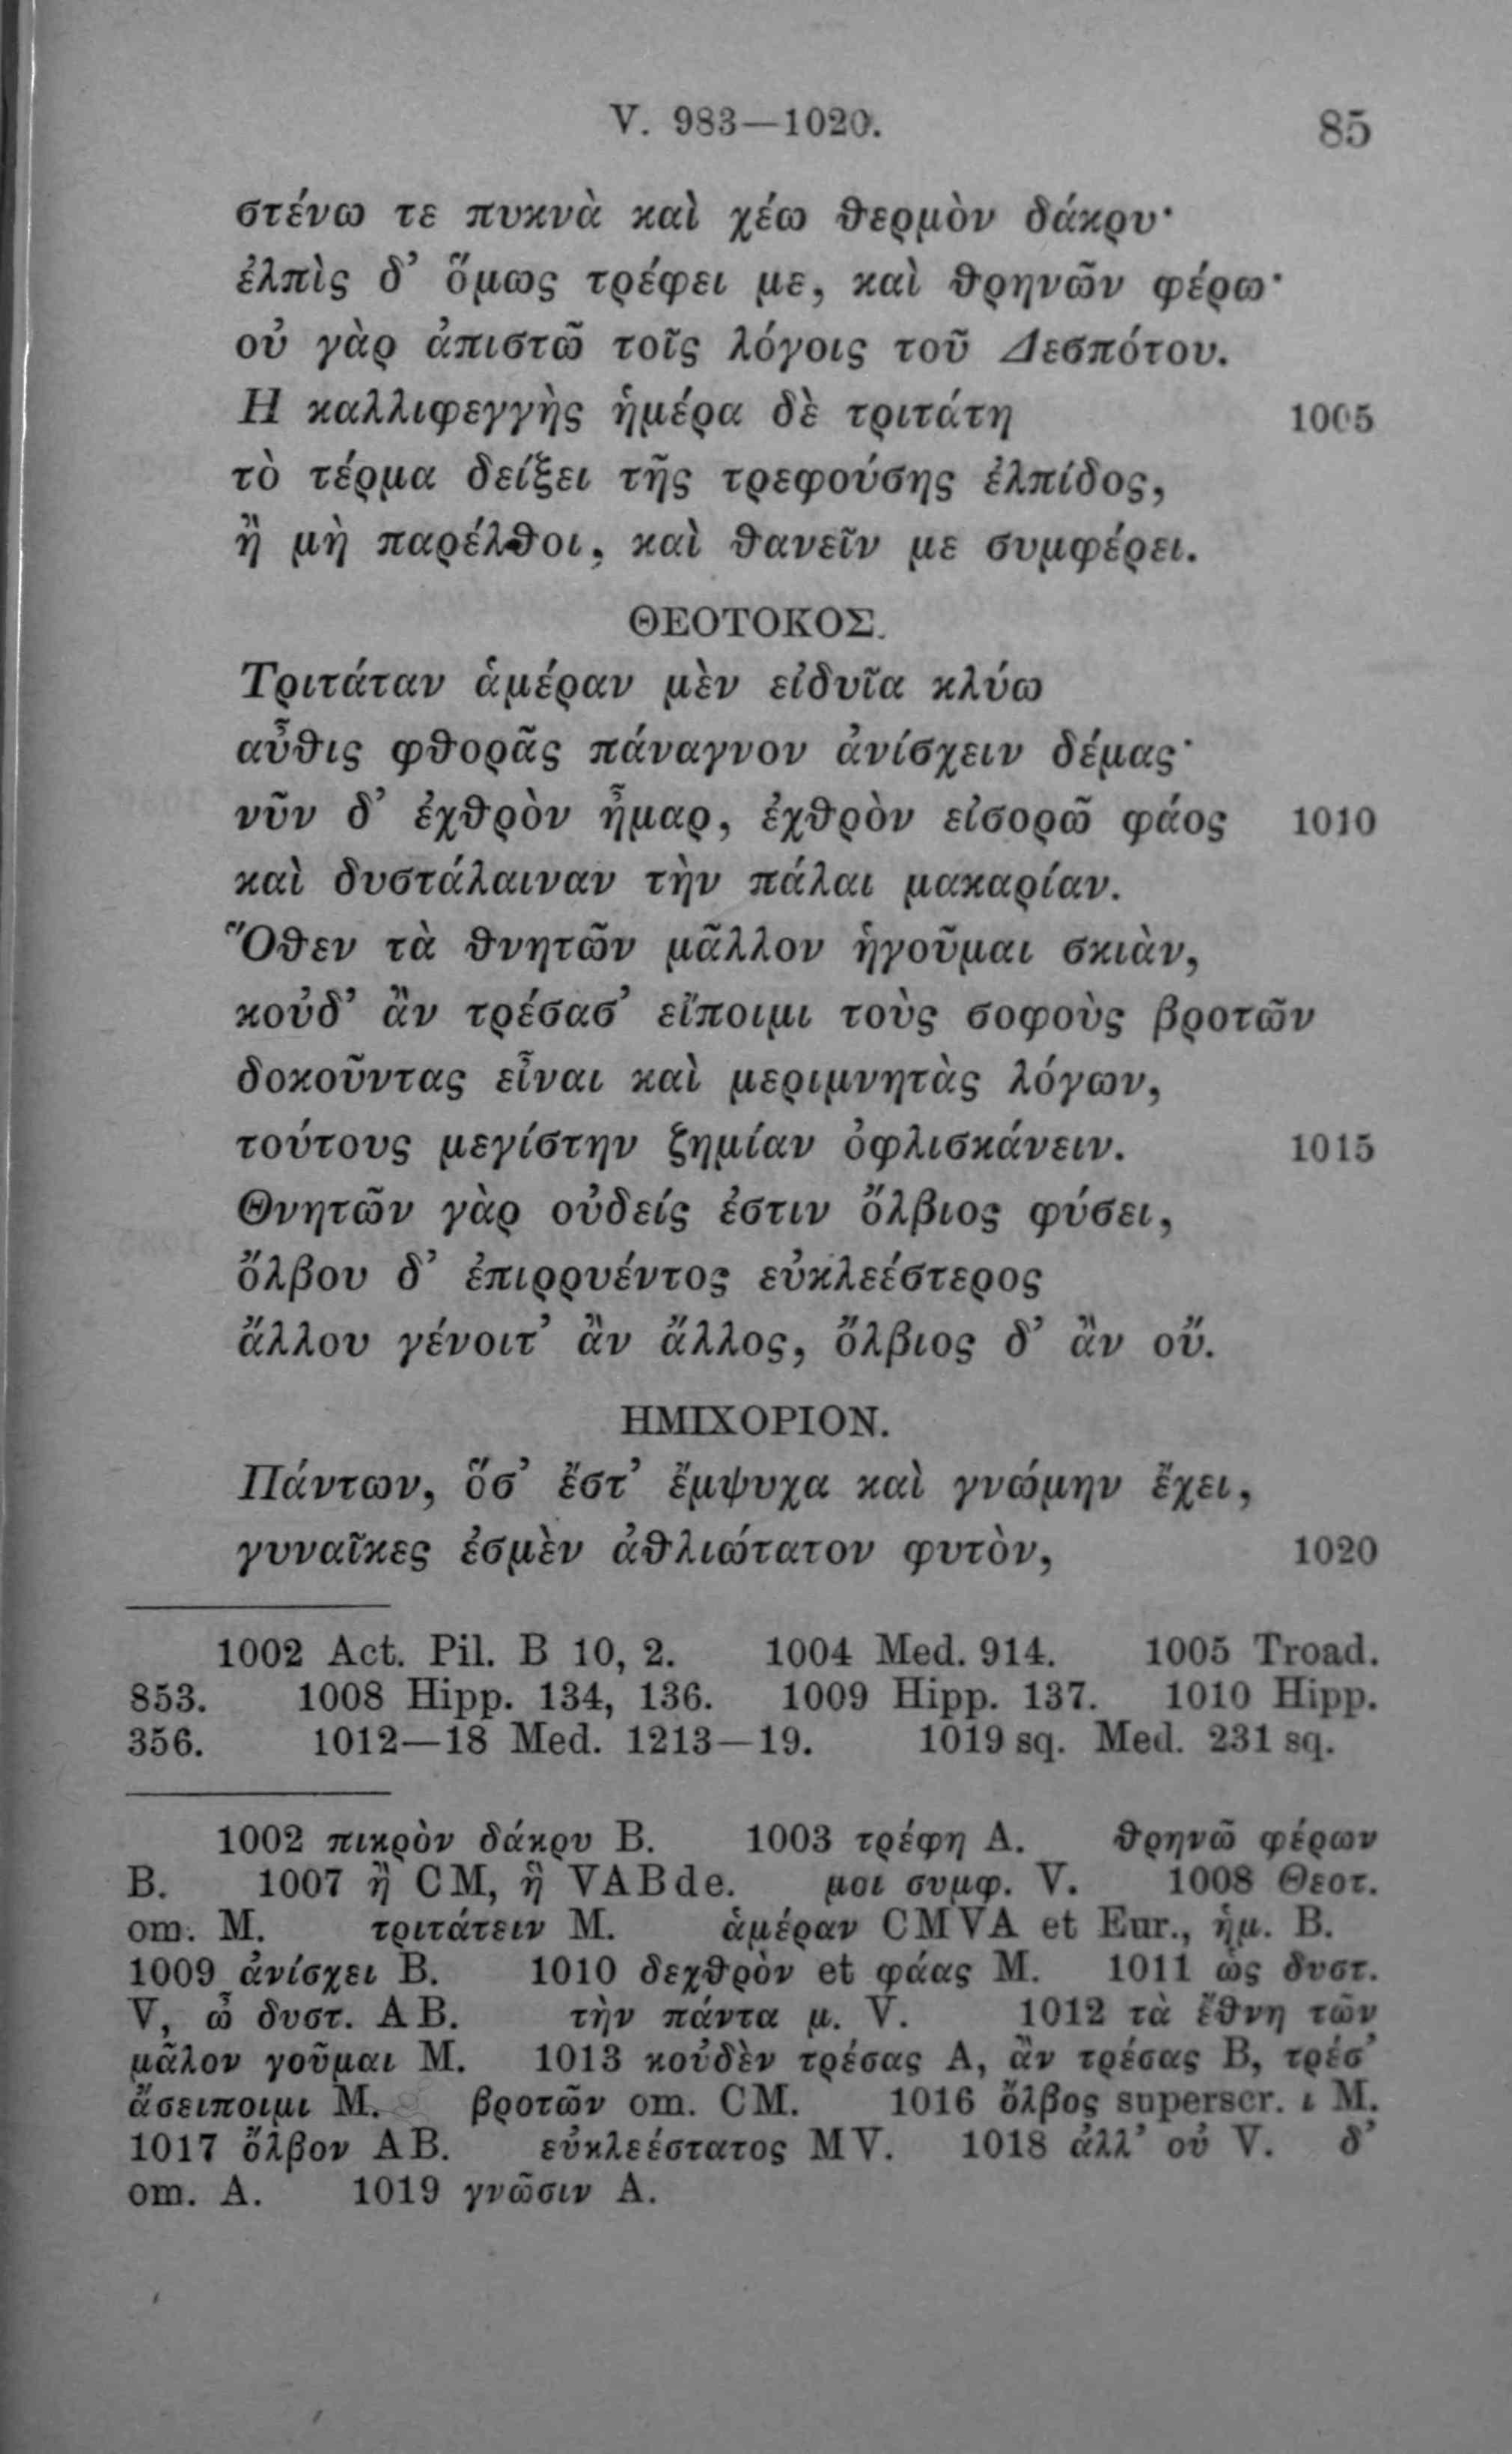 V. 983—1020. 85
στένω τε πυκνὰ καὶ χέω θερμὸν δάκρυ·
ἐλπὶς δ’ ὅμως τρέφει με, καὶ θρηνῶν φέρω·
οὐ γὰρ ἀπιστῶ τοῖς λόγοις τοῦ Δεσπότου.
Η καλλιφεγγὴς ἡμέρα δὲ τριτάτη 1005
τὸ τέρμα δείξει τῆς τρεφούσης ἐλπίδος,
ἢ μὴ παρέλθοι, καὶ θανεῖν με συμφέρει.
ΘΕΟΤΟΚΟΣ.
Τριτάταν ἁμέραν μὲν εἰδυῖα κλύω
αὖθις φθορᾶς πάναγνον ἀνίσχειν δέμας·
νῦν δ’ ἐχθρὸν ἦμαρ, ἐχθρὸν εἰσορῶ φάος 1010
καὶ δυστάλαιναν τὴν πάλαι μακαρίαν.
Ὅθεν τὰ θνητῶν μᾶλλον ἡγοῦμαι σκιὰν,
κοὐδ’ ἂν τρέσασ’ εἴποιμι τοὺς σοφοὺς βροτῶν
δοκοῦντας εἶναι καὶ μεριμνητὰς λόγων,
τούτους μεγίστην ζημίαν ὀφλισκάνειν. 1015
Θνητῶν γὰρ οὐδείς ἐστιν ὄλβιος φύσει,
ὄλβου δ’ ἐπιρρυέντος εὐκλεέστερος
ἄλλου γένοιτ’ ἂν ἄλλος, ὄλβιος δ’ ἂν οὔ.
ΗΜΙΧΟΡΙΟΝ.
Πάντων, ὅσ’ ἔστ’ ἔμψυχα καὶ γνώμην ἔχει,
γυναῖκες ἐσμὲν ἀθλιώτατον φυτὸν, 1020
1002 Act. Pil. B 10, 2. 1004 Med. 914. 1005 Troad.
853. 1008 Hipp. 134, 136. 1009 Hipp. 137. 1010 Hipp.
356. 1012—18 Med. 1213—19. 1019 sq. Med. 231 sq.
1002 πικρὸν δάκρυ B. 1003 τρέφη A. θρηνῶ φέρων
B. 1007 ἢ CM, ἣ VABde. μοι συμφ. V. 1008 Θεοτ.
om. M. τριτάτειν M. ἁμέραν CMVA et Eur., ἡμ. B.
1009 ἀνίσχει B. 1010 δεχθρὸν et φάας M. 1011 ὡς δυστ.
V, ὦ δυστ. AB. τὴν πάντα μ. V. 1012 τὰ ἔθνη τῶν
μᾶλον γοῦμαι M. 1013 κοὐδὲν τρέσας A, ἂν τρέσας B, τρέσ’
ἄσειποιμι M. βροτῶν om. CM. 1016 ὄλβος superscr. ι M.
1017 ὄλβον AB. εὐκλεέστατος MV. 1018 ἀλλ’ οὐ V. δ’
om. A. 1019 γνῶσιν A.